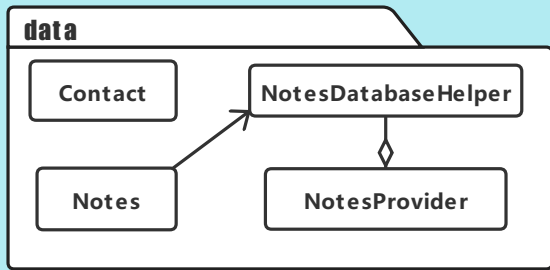 data
Contact
NotesDatabaseHelper
Notes
NotesProvider